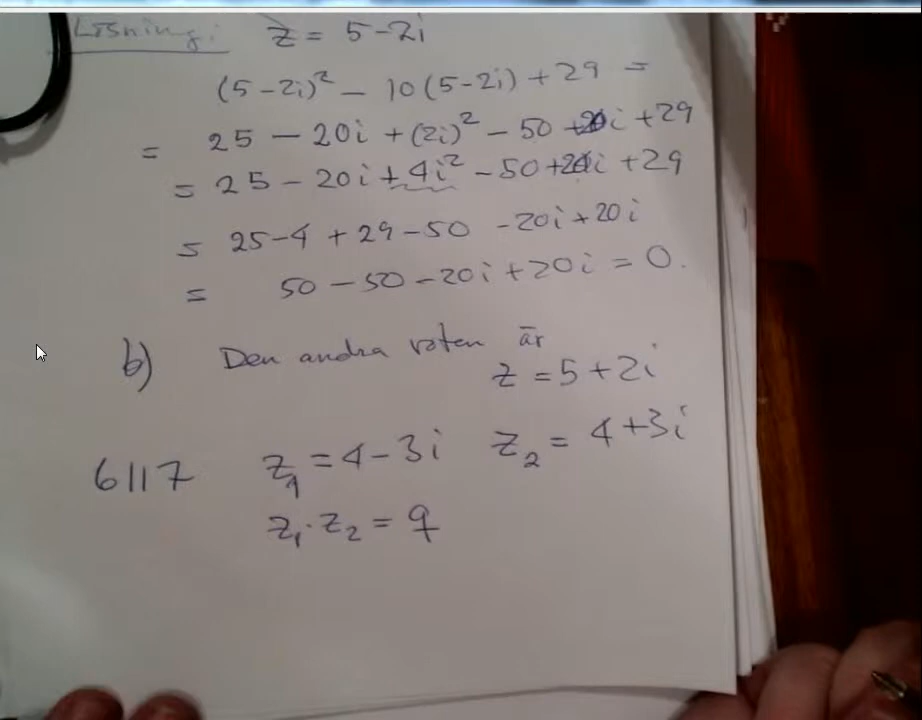 Lösning: z = 5-2i
(5-2i)² - 10(5-2i) + 29 =
= 25 - 20i + (2i)² - 50 + 20i + 29
= 25 - 20i + 4i² - 50 + 20i + 29
= 25-4 + 29-50 -20i+20i
= 50 - 50 - 20i + 20i = 0.
b) Den andra roten är
z = 5 + 2i
6117 z₁ = 4-3i z₂ = 4+3i
z₁·z₂ = q